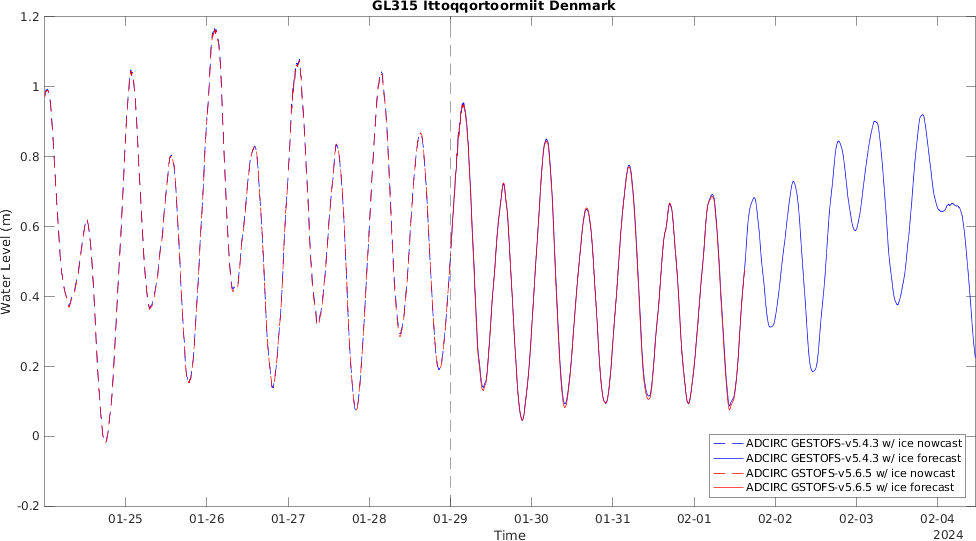 GL315 Ittoqqortoormiit Denmark
1.2
1
0.8
0.6
0.4
0.2
0
-0.2
Water Level (m)
01-25 01-26 01-27 01-28 01-29 01-30 01-31 02-01 02-02 02-03 02-04
Time
2024
ADCIRC GESTOFS-v5.4.3 w/ ice nowcast
ADCIRC GESTOFS-v5.4.3 w/ ice forecast
ADCIRC GSTOFS-v5.6.5 w/ ice nowcast
ADCIRC GSTOFS-v5.6.5 w/ ice forecast